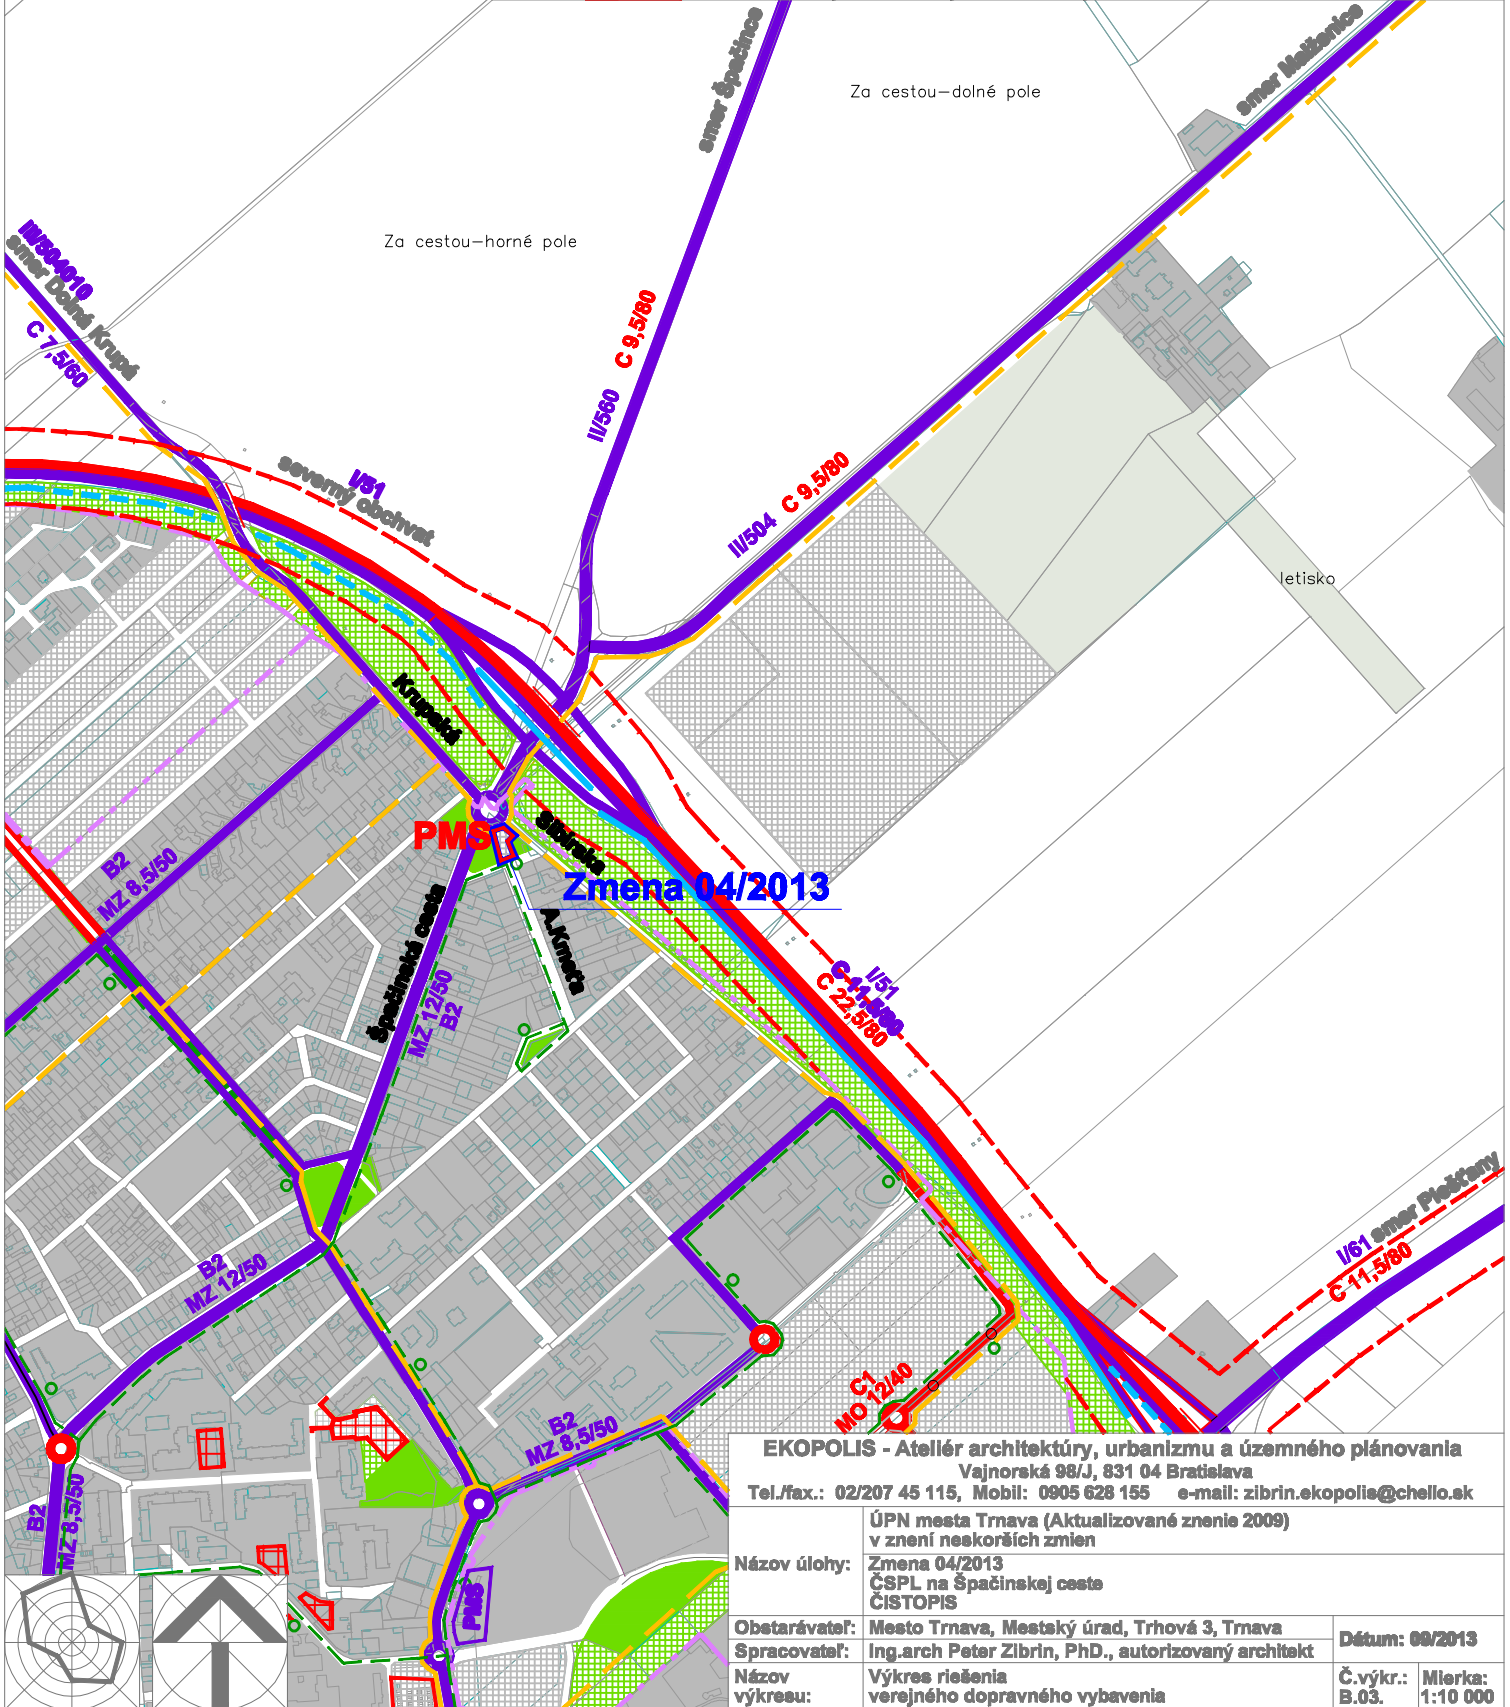 smer Špačince
Za cestou-dolné pole
smer Malženice
Za cestou-horné pole
III/504010
smer Dolná Krupá
C 7,5/60
C 9,5/80
II/560
I/51
severný obchvat
C 9,5/80
II/504
letisko
Krupská
PMS
Sibírska
Zmena 04/2013
B2
MZ 8,5/50
A.Kmeťa
Špačinská cesta
MZ 12/50
B2
I/51
C 11,5/80
C 22,5/80
I/61 smer Piešťany
C 11,5/80
B2
MZ 12/50
C1
MO 12/40
B2
MZ 8,5/50
B2
MZ 8,5/50
PMS
EKOPOLIS - Ateliér architektúry, urbanizmu a územného plánovania
Vajnorská 98/J, 831 04 Bratislava
Tel./fax.: 02/207 45 115, Mobil: 0905 628 155 e-mail: zibrin.ekopolis@chello.sk
Názov úlohy:
ÚPN mesta Trnava (Aktualizované znenie 2009)
v znení neskorších zmien
Zmena 04/2013
ČSPL na Špačinskej ceste
ČISTOPIS
Obstarávateľ: Mesto Trnava, Mestský úrad, Trhová 3, Trnava
Spracovateľ: Ing.arch Peter Zibrin, PhD., autorizovaný architekt
Dátum: 09/2013
Názov
výkresu:
Výkres riešenia
verejného dopravného vybavenia
Č.výkr.:
B.03.
Mierka:
1:10 000